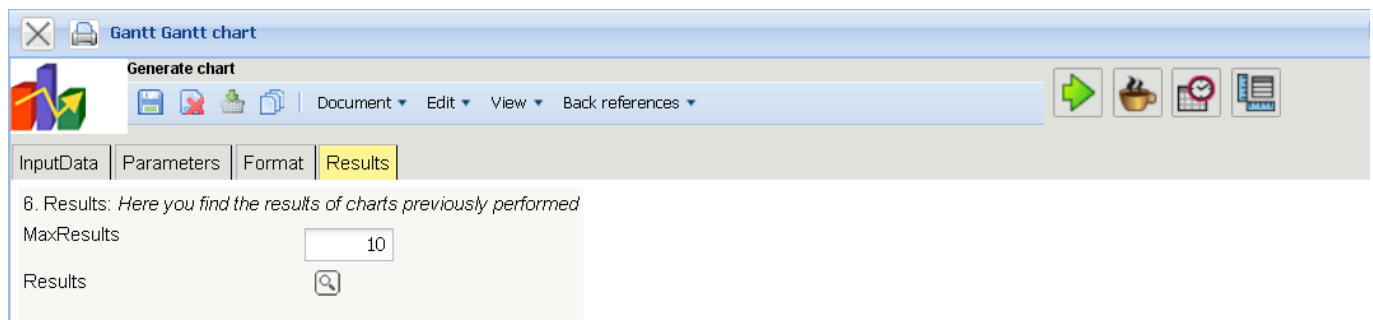 Gantt Gantt chart
Generate chart
Document Edit View Back references
InputData Parameters Format Results
6. Results: Here you find the results of charts previously performed
MaxResults 10
Results